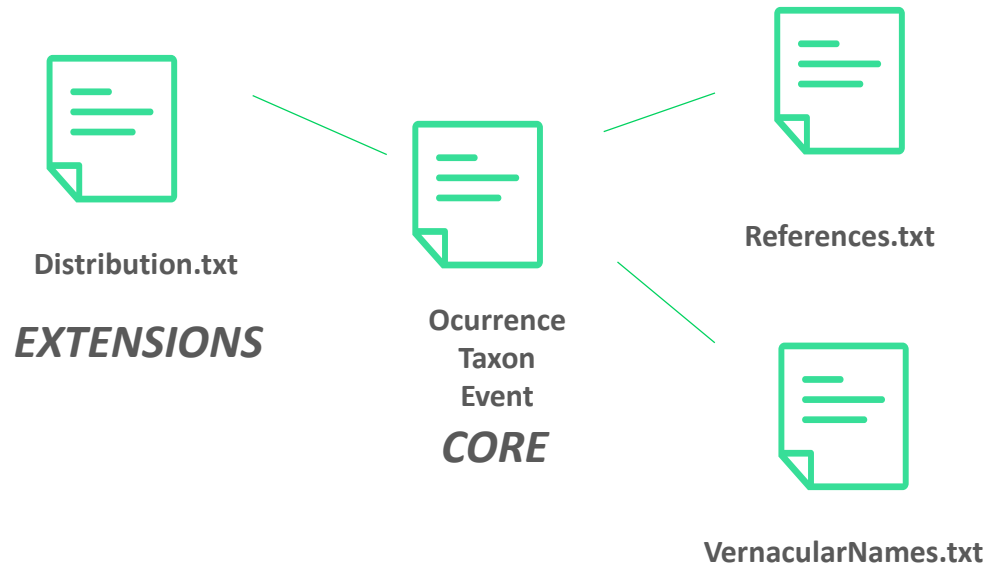 Distribution.txt
EXTENSIONS
Ocurrence
Taxon
Event
CORE
References.txt
VernacularNames.txt